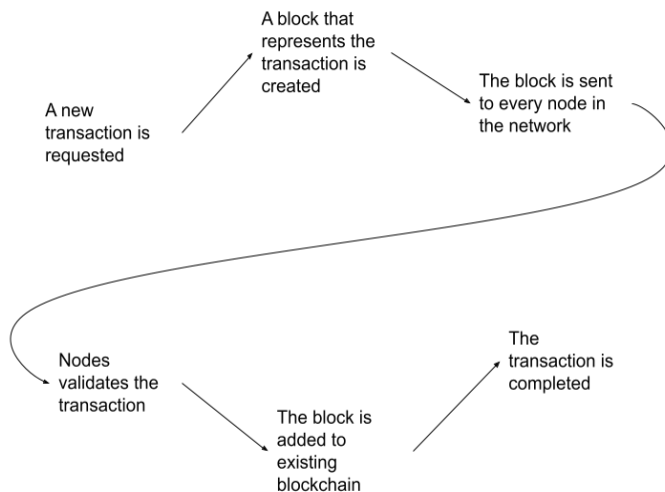 A new
transaction is
requested
A block that
represents the
transaction is
created
The block is sent
to every node in
the network
Nodes
validates the
transaction
The block is
added to
existing
blockchain
The
transaction is
completed